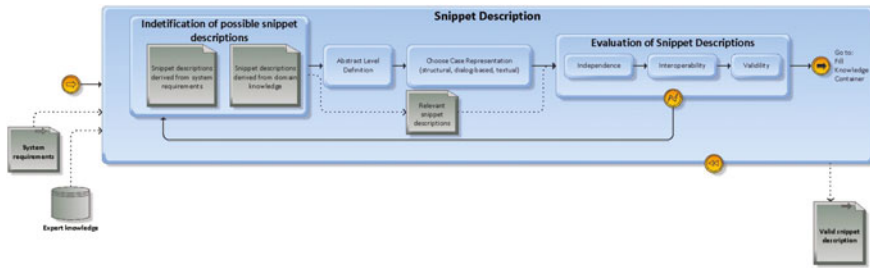 Snippet Description
Indetification of possible snippet
descriptions
Snippet descriptions
derived from system
requirements
Snippet descriptions
derived from domain
knowledge
Abstract Level
Definition
Choose Case Representation
(structural, dialog-based, textual)
Relevant
snippet
descriptions
Evaluation of Snippet Descriptions
Independence
Interoperability
Validility
Go to:
Fill
Knowledge
Container
System
requirements
Expert knowledge
Valid snippet
description